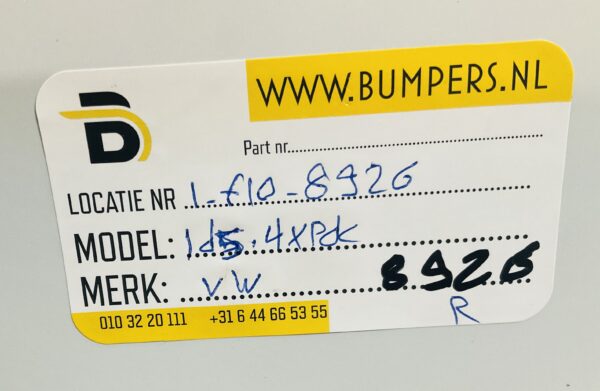 WWW.BUMPERS.NL
Part nr.
LOCATIE NR 1-f10-8926
MODEL: Id5.4xPdk
MERK: VW 8926
010 32 20 111 +31 6 44 66 53 55
R